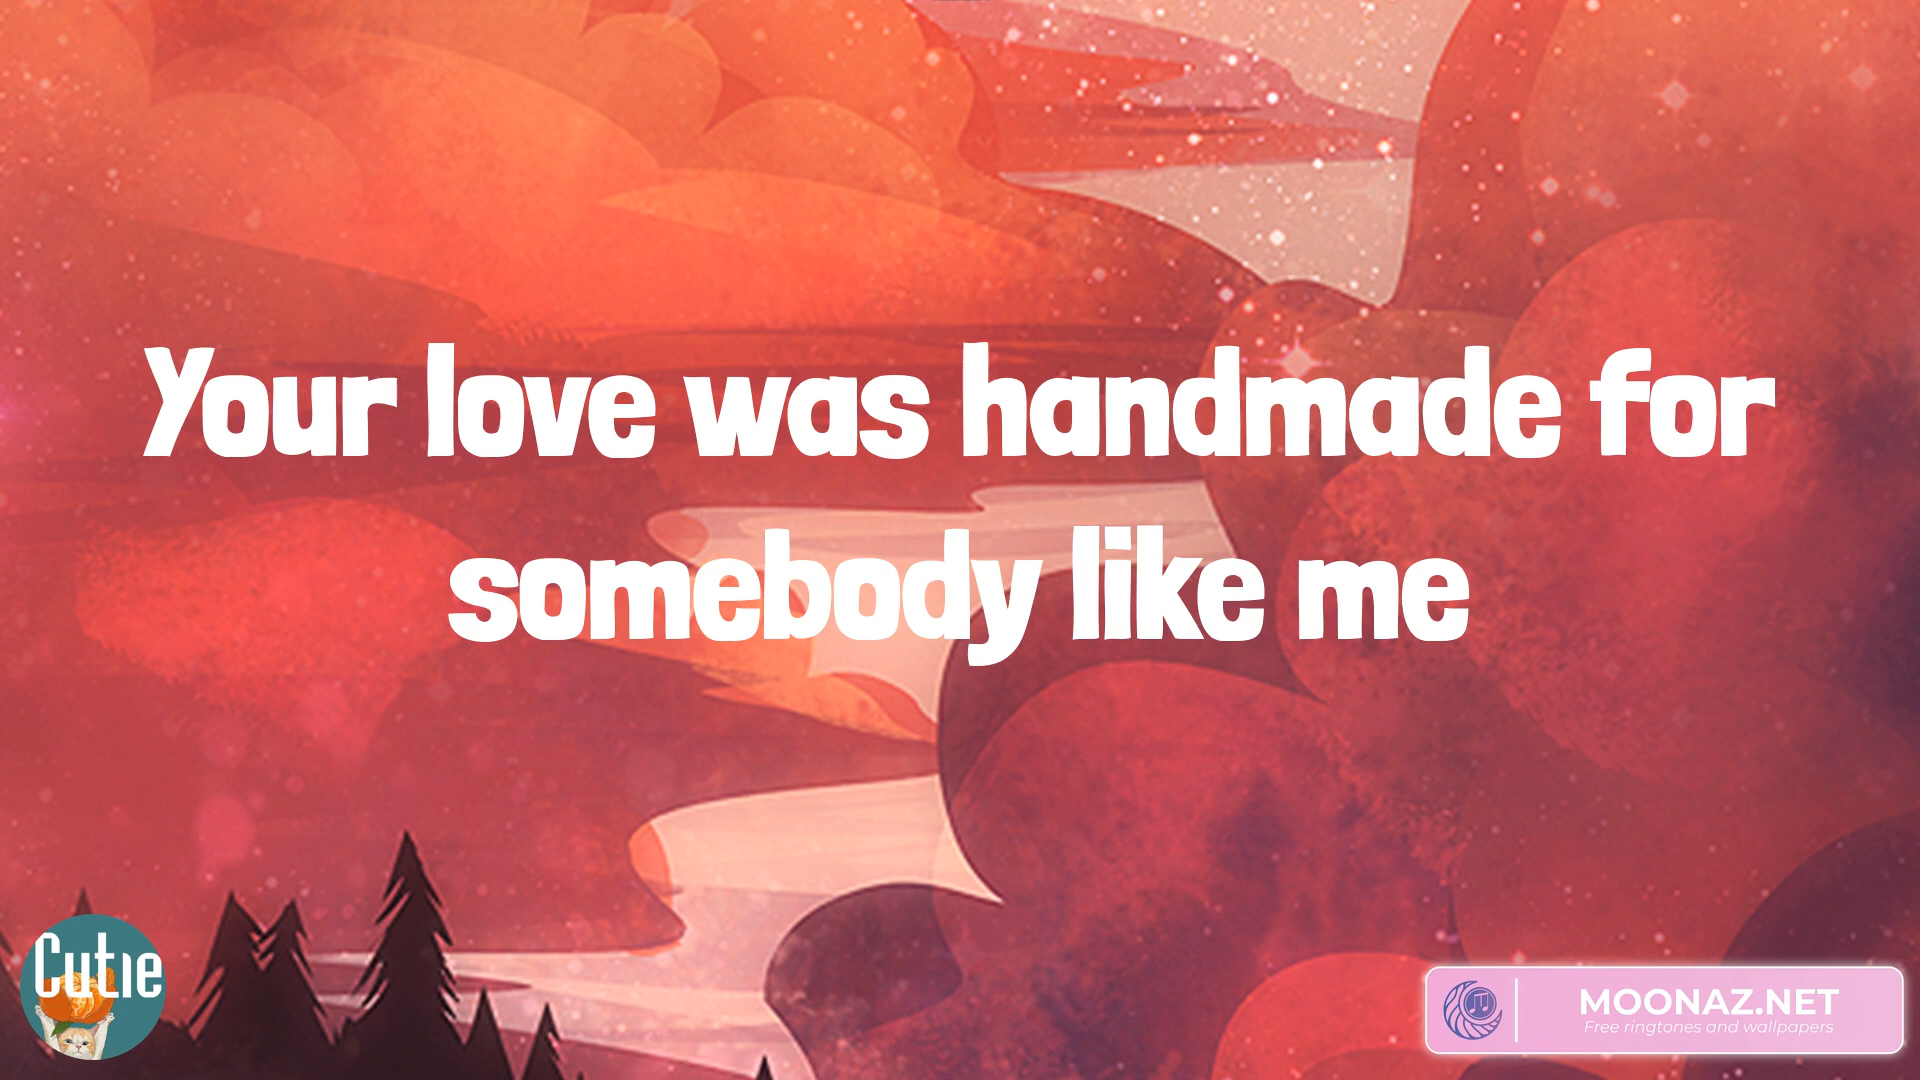 Your love was handmade for
somebody like me
Cutie
MOONAZ.NET
Free ringtones and wallpapers